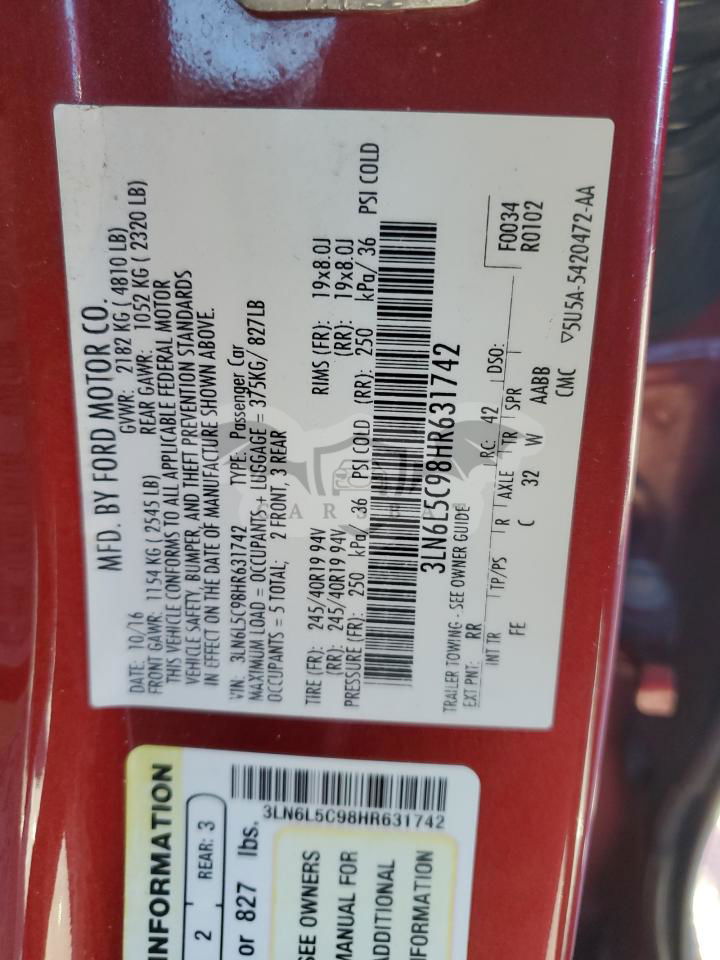 MFD. BY FORD MOTOR CO.
DATE: 10/16 GVWR: 2182 KG ( 4810 LB)
FRONT GAWR: 1154 KG ( 2545 LB) REAR GAWR: 1052 KG ( 2320 LB)
THIS VEHICLE CONFORMS TO ALL APPLICABLE FEDERAL MOTOR
VEHICLE SAFETY, BUMPER, AND THEFT PREVENTION STANDARDS
IN EFFECT ON THE DATE OF MANUFACTURE SHOWN ABOVE.
VIN: 3LN6L5C98HR631742 TYPE: Passenger Car
MAXIMUM LOAD = OCCUPANTS + LUGGAGE = 375KG/ 827LB
OCCUPANTS = 5 TOTAL; 2 FRONT, 3 REAR
TIRE (FR): 245/40R19 94V RIMS (FR): 19x8.0J
(RR): 245/40R19 94V (RR): 19x8.0J
PRESSURE (FR): 250 kPa/ 36 PSI COLD (RR): 250 kPa/ 36 PSI COLD
3LN6L5C98HR631742
TRAILER TOWING - SEE OWNER GUIDE
EXT PNT: RR RC: 42 DSO: F0034
R0102
INT TR TP/PS R AXLE TR SPR
FE C 32 W AABB
CMC ▽5U5A-5420472-AA
INFORMATION
2 REAR: 3
or 827 lbs.
3LN6L5C98HR631742
SEE OWNERS
MANUAL FOR
ADDITIONAL
INFORMATION